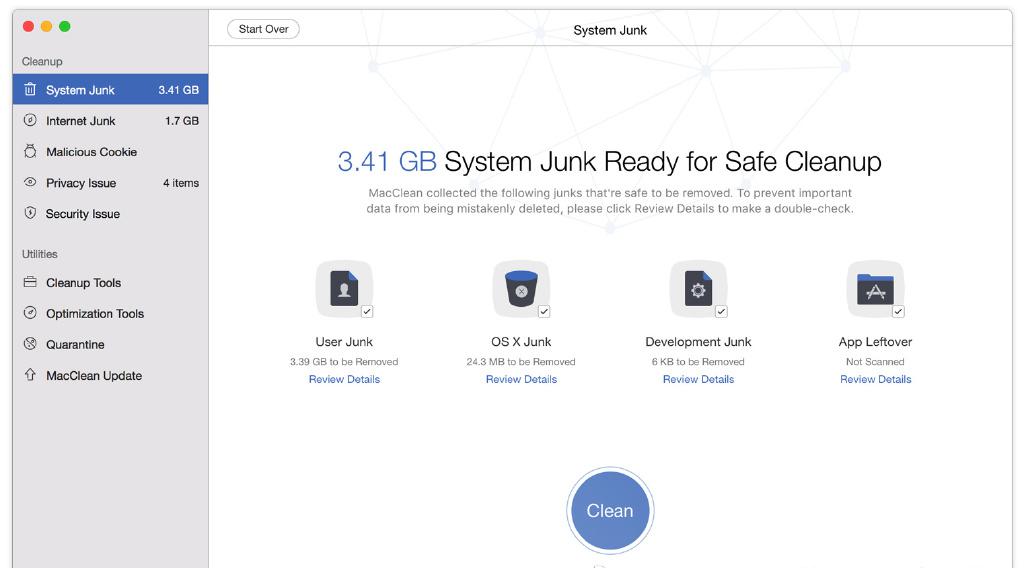 Start Over
System Junk
Cleanup
System Junk 3.41 GB
Internet Junk 1.7 GB
Malicious Cookie
Privacy Issue 4 items
Security Issue
Utilities
Cleanup Tools
Optimization Tools
Quarantine
MacClean Update
3.41 GB System Junk Ready for Safe Cleanup
MacClean collected the following junks that're safe to be removed. To prevent important
data from being mistakenly deleted, please click Review Details to make a double-check.
User Junk
3.39 GB to be Removed
Review Details
OS X Junk
24.3 MB to be Removed
Review Details
Development Junk
6 KB to be Removed
Review Details
App Leftover
Not Scanned
Review Details
Clean